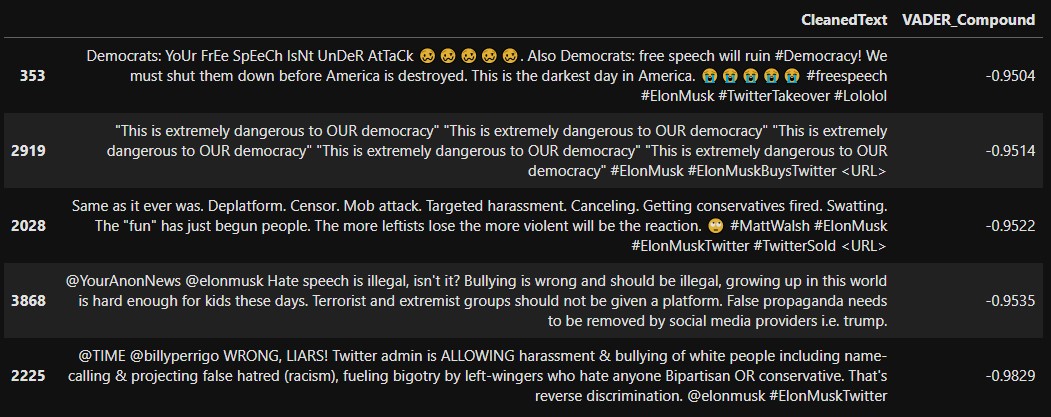 CleanedText VADER_Compound
Democrats: YoUr FrEe SpEeCh IsNt UnDeR AtTaCk 🥴 🥴 🥴 🥴 🥴 . Also Democrats: free speech will ruin #Democracy! We
353 must shut them down before America is destroyed. This is the darkest day in America. 😭 😭 😭 😭 😭 #freespeech -0.9504
#ElonMusk #TwitterTakeover #Lololol
"This is extremely dangerous to OUR democracy" "This is extremely dangerous to OUR democracy" "This is extremely
2919 dangerous to OUR democracy" "This is extremely dangerous to OUR democracy" "This is extremely dangerous to OUR -0.9514
democracy" #ElonMusk #ElonMuskBuysTwitter <URL>
Same as it ever was. Deplatform. Censor. Mob attack. Targeted harassment. Canceling. Getting conservatives fired. Swatting.
2028 The "fun" has just begun people. The more leftists lose the more violent will be the reaction. 🙄 #MattWalsh #ElonMusk -0.9522
#ElonMuskTwitter #TwitterSold <URL>
@YourAnonNews @elonmusk Hate speech is illegal, isn't it? Bullying is wrong and should be illegal, growing up in this world
3868 is hard enough for kids these days. Terrorist and extremist groups should not be given a platform. False propaganda needs -0.9535
to be removed by social media providers i.e. trump.
@TIME @billyperrigo WRONG, LIARS! Twitter admin is ALLOWING harassment & bullying of white people including name-
2225 calling & projecting false hatred (racism), fueling bigotry by left-wingers who hate anyone Bipartisan OR conservative. That's -0.9829
reverse discrimination. @elonmusk #ElonMuskTwitter